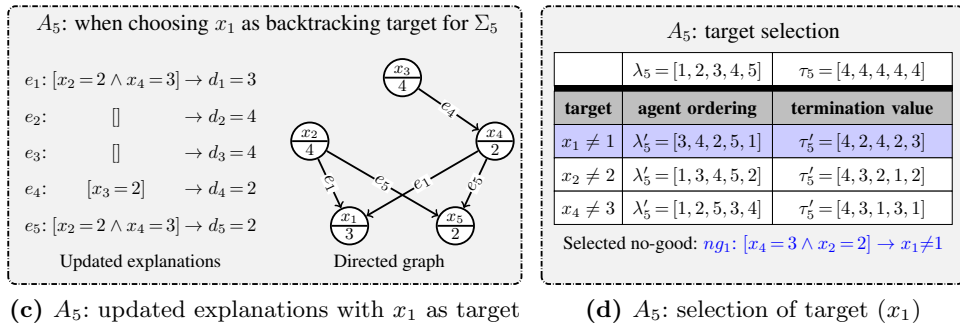 A₅: when choosing x₁ as backtracking target for Σ₅
e₁: [x₂ = 2 ∧ x₄ = 3] → d₁ = 3
e₂: [] → d₂ = 4
e₃: [] → d₃ = 4
e₄: [x₃ = 2] → d₄ = 2
e₅: [x₂ = 2 ∧ x₄ = 3] → d₅ = 2
Updated explanations
x₃
4
e₄
x₂
4
x₄
2
e₁
e₅
e₁
e₅
x₁
3
x₅
2
Directed graph
(c) A₅: updated explanations with x₁ as target
A₅: target selection
λ₅ = [1, 2, 3, 4, 5] τ₅ = [4, 4, 4, 4, 4]
target agent ordering termination value
x₁ ≠ 1 λ′₅ = [3, 4, 2, 5, 1] τ′₅ = [4, 2, 4, 2, 3]
x₂ ≠ 2 λ′₅ = [1, 3, 4, 5, 2] τ′₅ = [4, 3, 2, 1, 2]
x₄ ≠ 3 λ′₅ = [1, 2, 5, 3, 4] τ′₅ = [4, 3, 1, 3, 1]
Selected no-good: ng₁: [x₄ = 3 ∧ x₂ = 2] → x₁≠1
(d) A₅: selection of target (x₁)